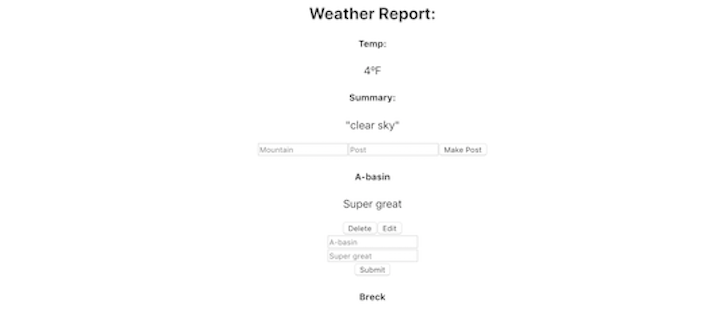 Weather Report:
Temp:
4°F
Summary:
"clear sky"
Mountain Post Make Post
A-basin
Super great
Delete Edit
A-basin
Super great
Submit
Breck